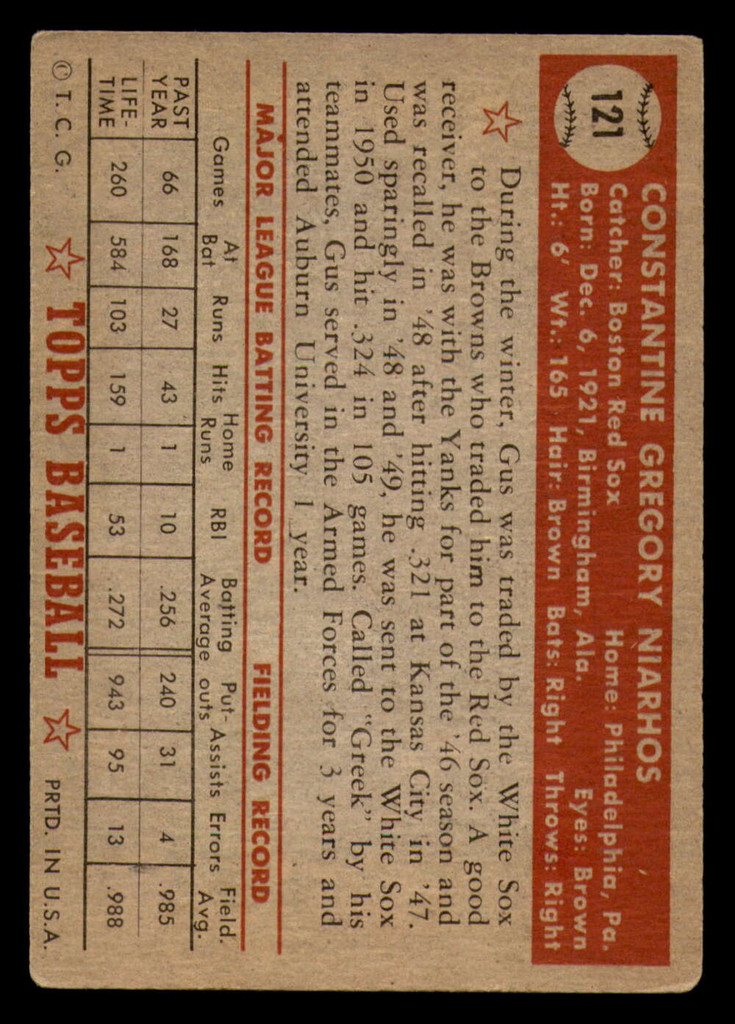 121
CONSTANTINE GREGORY NIARHOS
Catcher: Boston Red Sox Home: Philadelphia, Pa.
Born: Dec. 6, 1921, Birmingham, Ala. Eyes: Brown
Ht.: 6' Wt.: 165 Hair: Brown Bats: Right Throws: Right
During the winter, Gus was traded by the White Sox
to the Browns who traded him to the Red Sox. A good
receiver, he was with the Yanks for part of the '46 season and
was recalled in '48 after hitting .321 at Kansas City in '47.
Used sparingly in '48 and '49, he was sent to the White Sox
in 1950 and hit .324 in 105 games. Called "Greek" by his
teammates, Gus served in the Armed Forces for 3 years and
attended Auburn University 1 year.
MAJOR LEAGUE BATTING RECORD FIELDING RECORD
Games At Bat Runs Hits Home Runs RBI Batting Average Put-outs Assists Errors Field. Avg.
PAST YEAR 66 168 27 43 1 10 .256 240 31 4 .985
LIFE-TIME 260 584 103 159 1 53 .272 943 95 13 .988
© T. C. G. TOPPS BASEBALL PRTD. IN U.S.A.